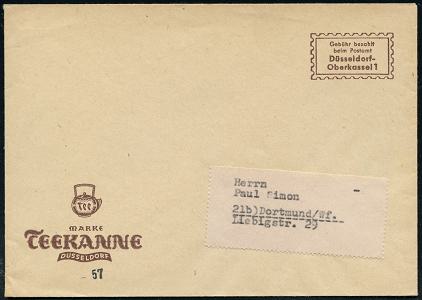 Gebühr bezahlt
beim Postamt
Düsseldorf-
Oberkassel 1
Herrn
Paul Simon
21b)Dortmund/Wf.
Liebigstr. 29
TEE
MARKE
TEEKANNE
DÜSSELDORF
57